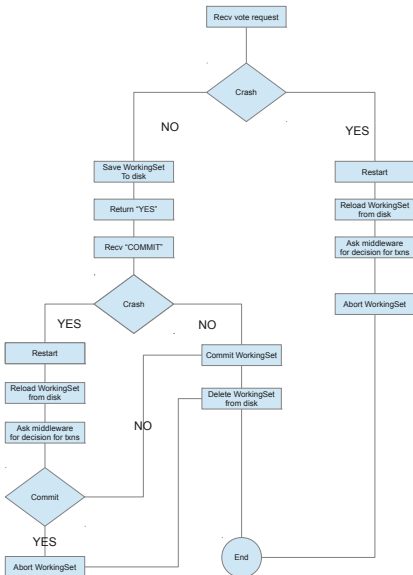 Recv vote request
Crash
NO
YES
Save WorkingSet
To disk
Restart
Return “YES”
Reload WorkingSet
from disk
Recv “COMMIT”
Ask middleware
for decision for txns
Crash
Abort WorkingSet
YES
NO
Restart
Commit WorkingSet
Reload WorkingSet
from disk
Delete WorkingSet
from disk
Ask middleware
for decision for txns
NO
Commit
YES
End
Abort WorkingSet